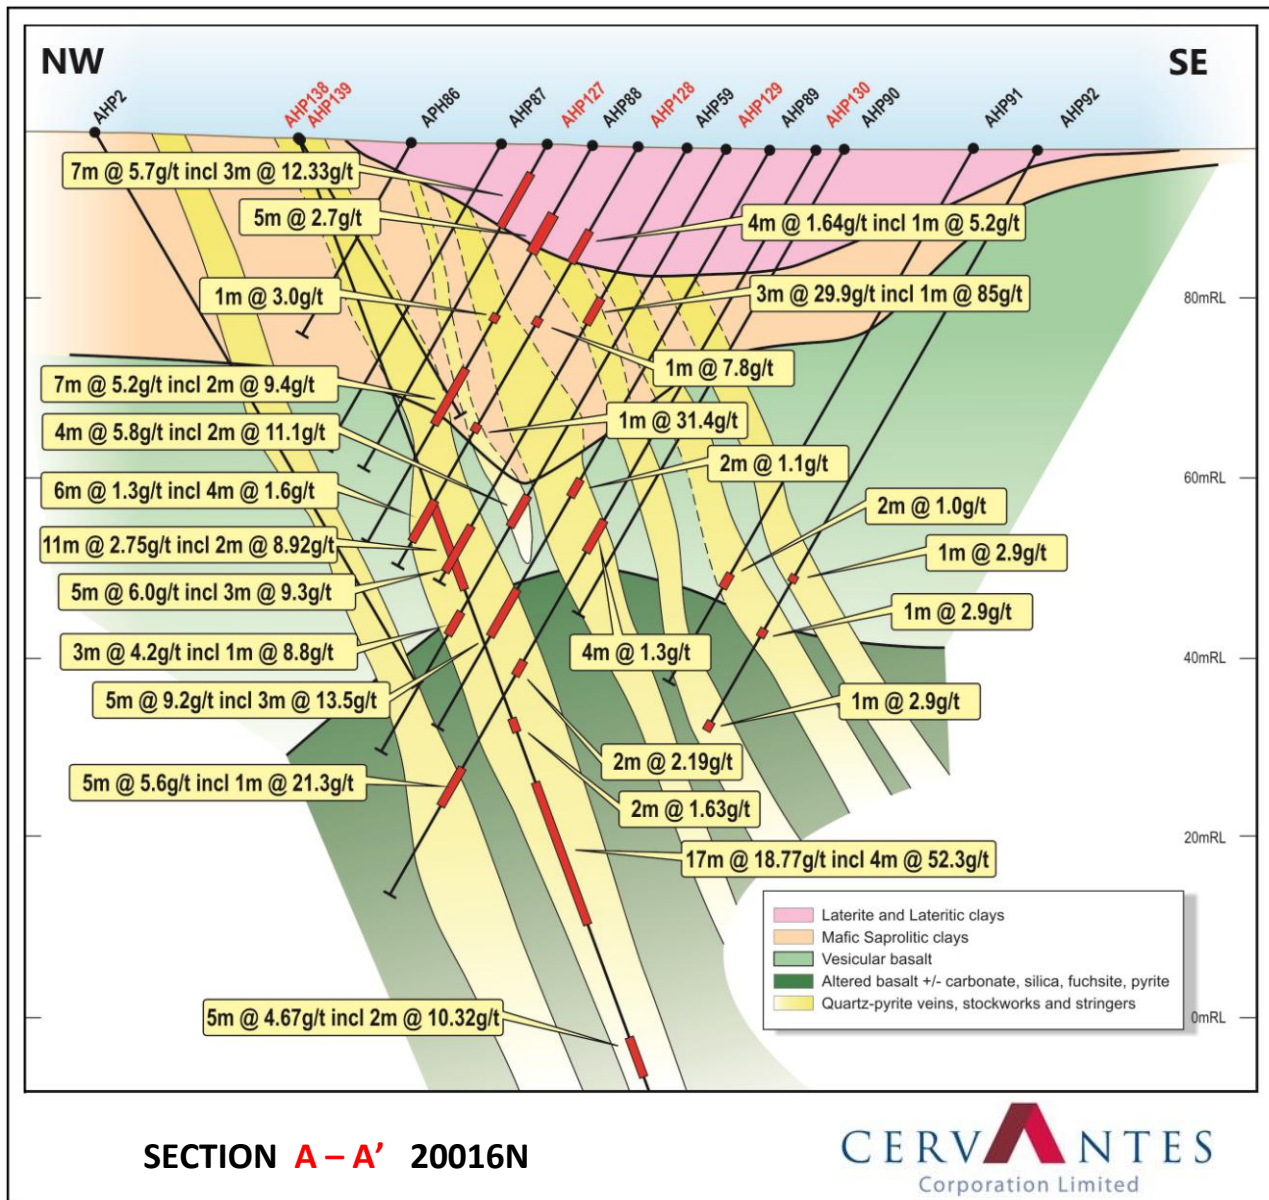 NW
SE
AHP2
AHP138
AHP139
APH86
AHP87
AHP127
AHP88
AHP128
AHP59
AHP129
AHP89
AHP130
AHP90
AHP91
AHP92
7m @ 5.7g/t incl 3m @ 12.33g/t
5m @ 2.7g/t
4m @ 1.64g/t incl 1m @ 5.2g/t
1m @ 3.0g/t
3m @ 29.9g/t incl 1m @ 85g/t
80mRL
1m @ 7.8g/t
7m @ 5.2g/t incl 2m @ 9.4g/t
1m @ 31.4g/t
4m @ 5.8g/t incl 2m @ 11.1g/t
2m @ 1.1g/t
60mRL
6m @ 1.3g/t incl 4m @ 1.6g/t
2m @ 1.0g/t
11m @ 2.75g/t incl 2m @ 8.92g/t
1m @ 2.9g/t
5m @ 6.0g/t incl 3m @ 9.3g/t
1m @ 2.9g/t
3m @ 4.2g/t incl 1m @ 8.8g/t
4m @ 1.3g/t
40mRL
5m @ 9.2g/t incl 3m @ 13.5g/t
1m @ 2.9g/t
2m @ 2.19g/t
5m @ 5.6g/t incl 1m @ 21.3g/t
2m @ 1.63g/t
20mRL
17m @ 18.77g/t incl 4m @ 52.3g/t
Laterite and Lateritic clays
Mafic Saprolitic clays
Vesicular basalt
Altered basalt +/- carbonate, silica, fuchsite, pyrite
Quartz-pyrite veins, stockworks and stringers
5m @ 4.67g/t incl 2m @ 10.32g/t
0mRL
SECTION A – A’ 20016N
CERVANTES
Corporation Limited